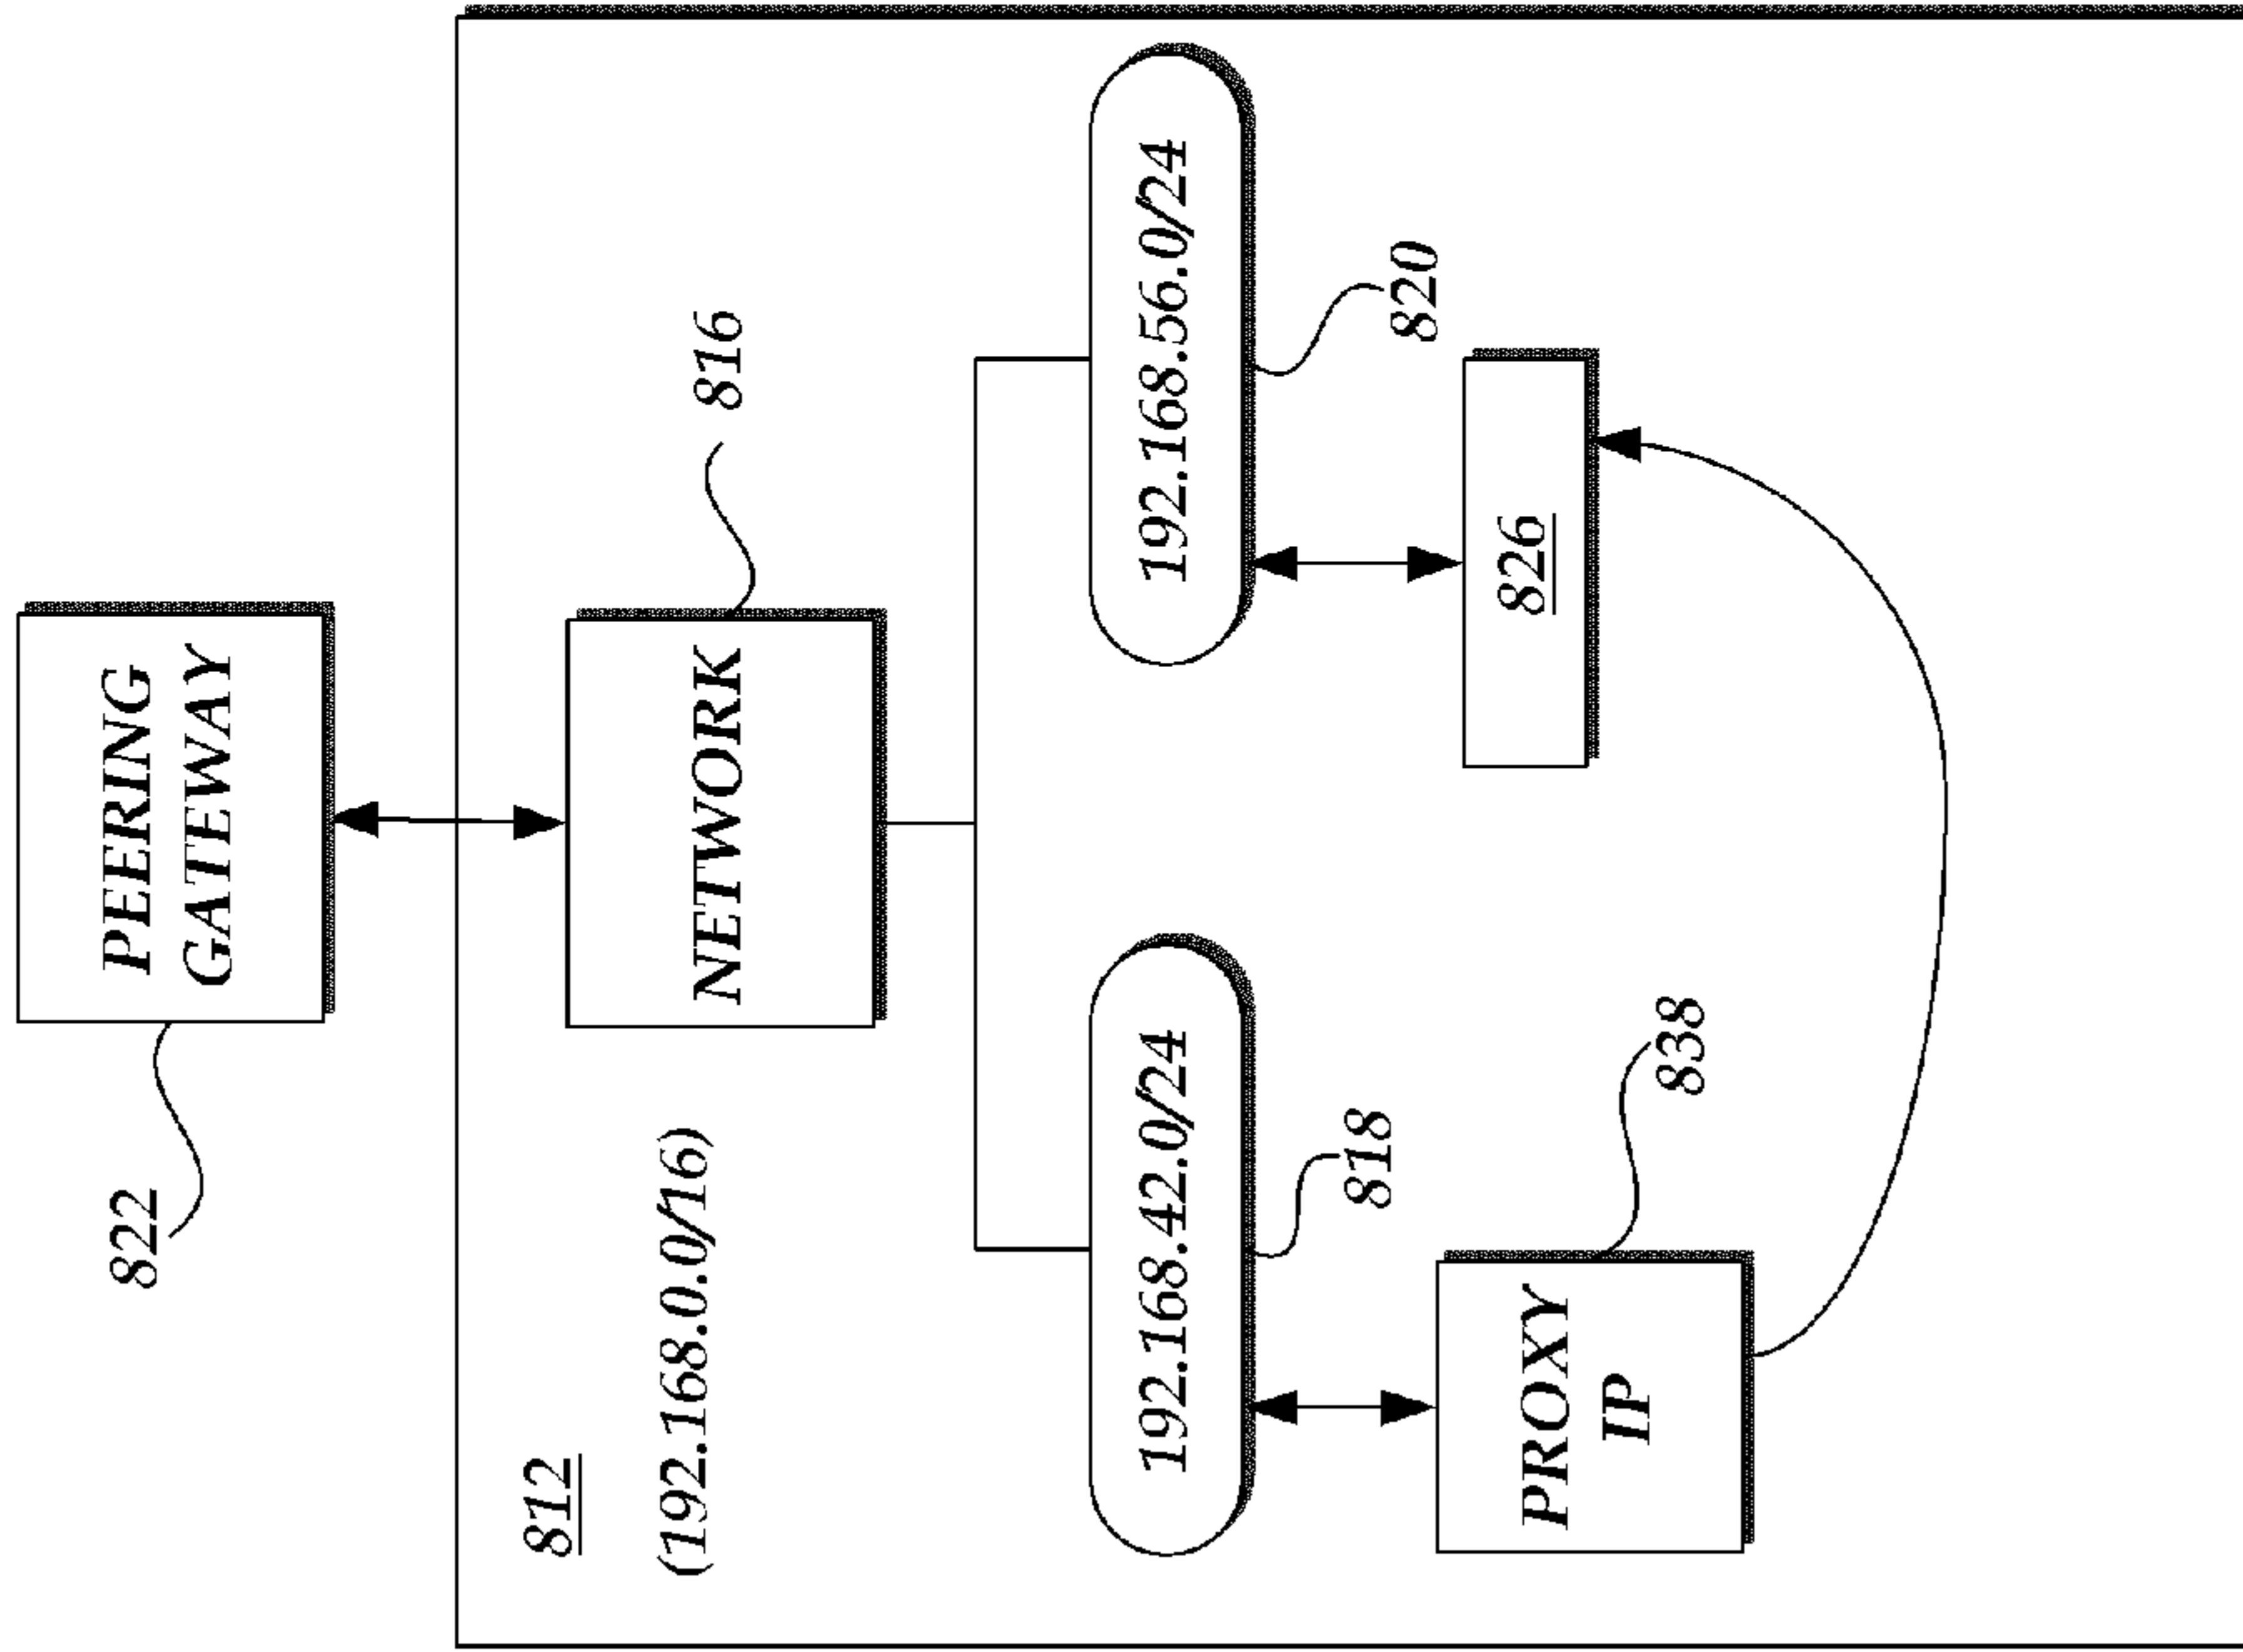 PEERING
GATEWAY
822
812
(192.168.0.0/16)
NETWORK
816
192.168.42.0/24
192.168.56.0/24
818
820
PROXY
IP
838
826